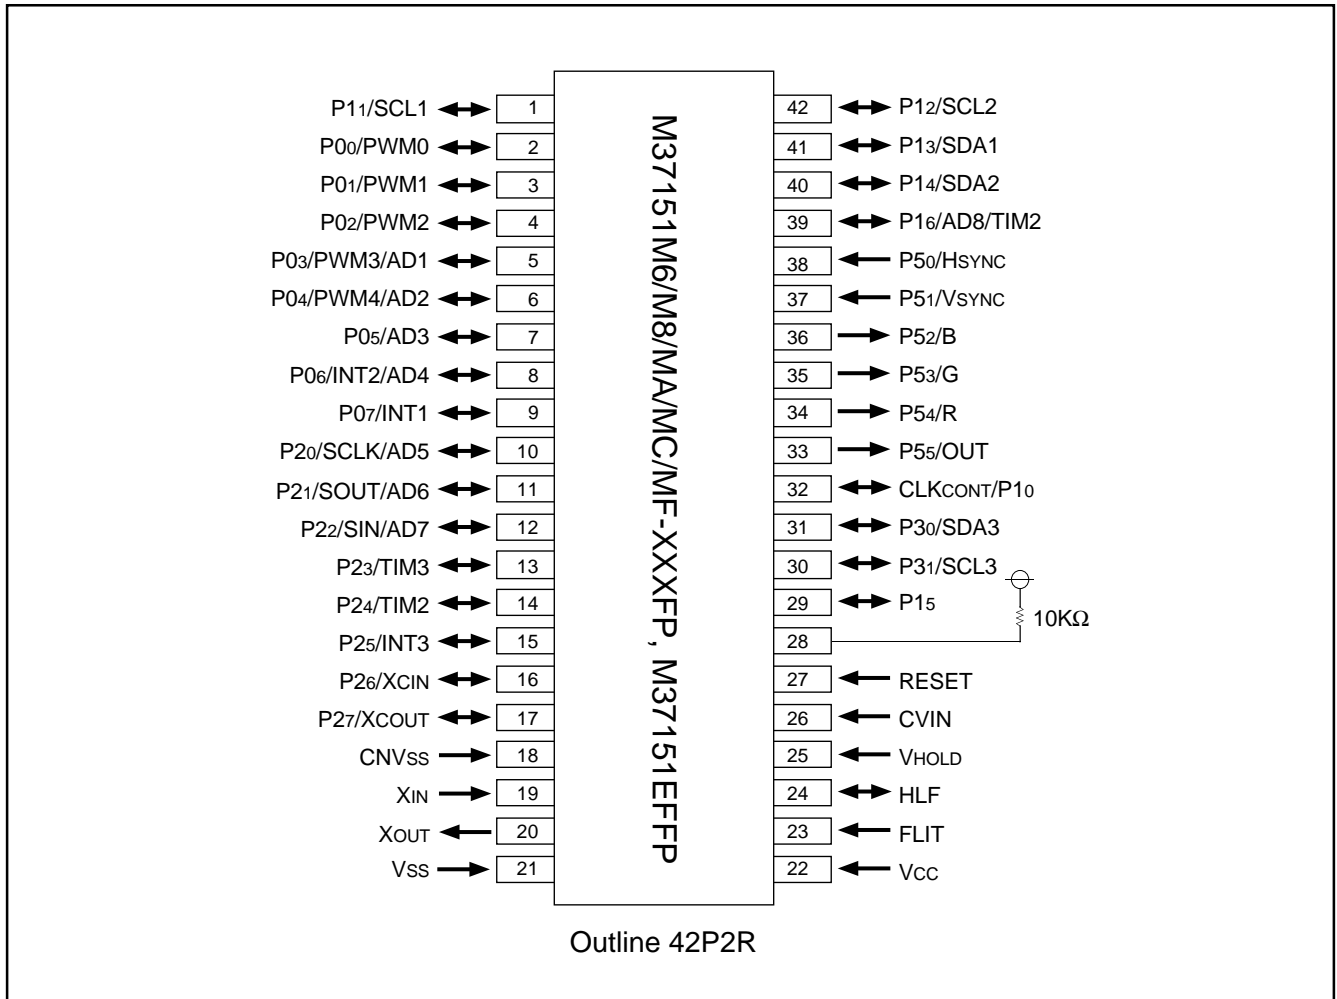 P11/SCL1 1
P00/PWM0 2
P01/PWM1 3
P02/PWM2 4
P03/PWM3/AD1 5
P04/PWM4/AD2 6
P05/AD3 7
P06/INT2/AD4 8
P07/INT1 9
P20/SCLK/AD5 10
P21/SOUT/AD6 11
P22/SIN/AD7 12
P23/TIM3 13
P24/TIM2 14
P25/INT3 15
P26/XCIN 16
P27/XCOUT 17
CNVSS 18
XIN 19
XOUT 20
VSS 21
M37151M6/M8/MA/MC/MF-XXXFP, M37151EFFP
42 P12/SCL2
41 P13/SDA1
40 P14/SDA2
39 P16/AD8/TIM2
38 P50/HSYNC
37 P51/VSYNC
36 P52/B
35 P53/G
34 P54/R
33 P55/OUT
32 CLKCONT/P10
31 P30/SDA3
30 P31/SCL3
29 P15
28 10KΩ
27 RESET
26 CVIN
25 VHOLD
24 HLF
23 FLIT
22 VCC
Outline 42P2R